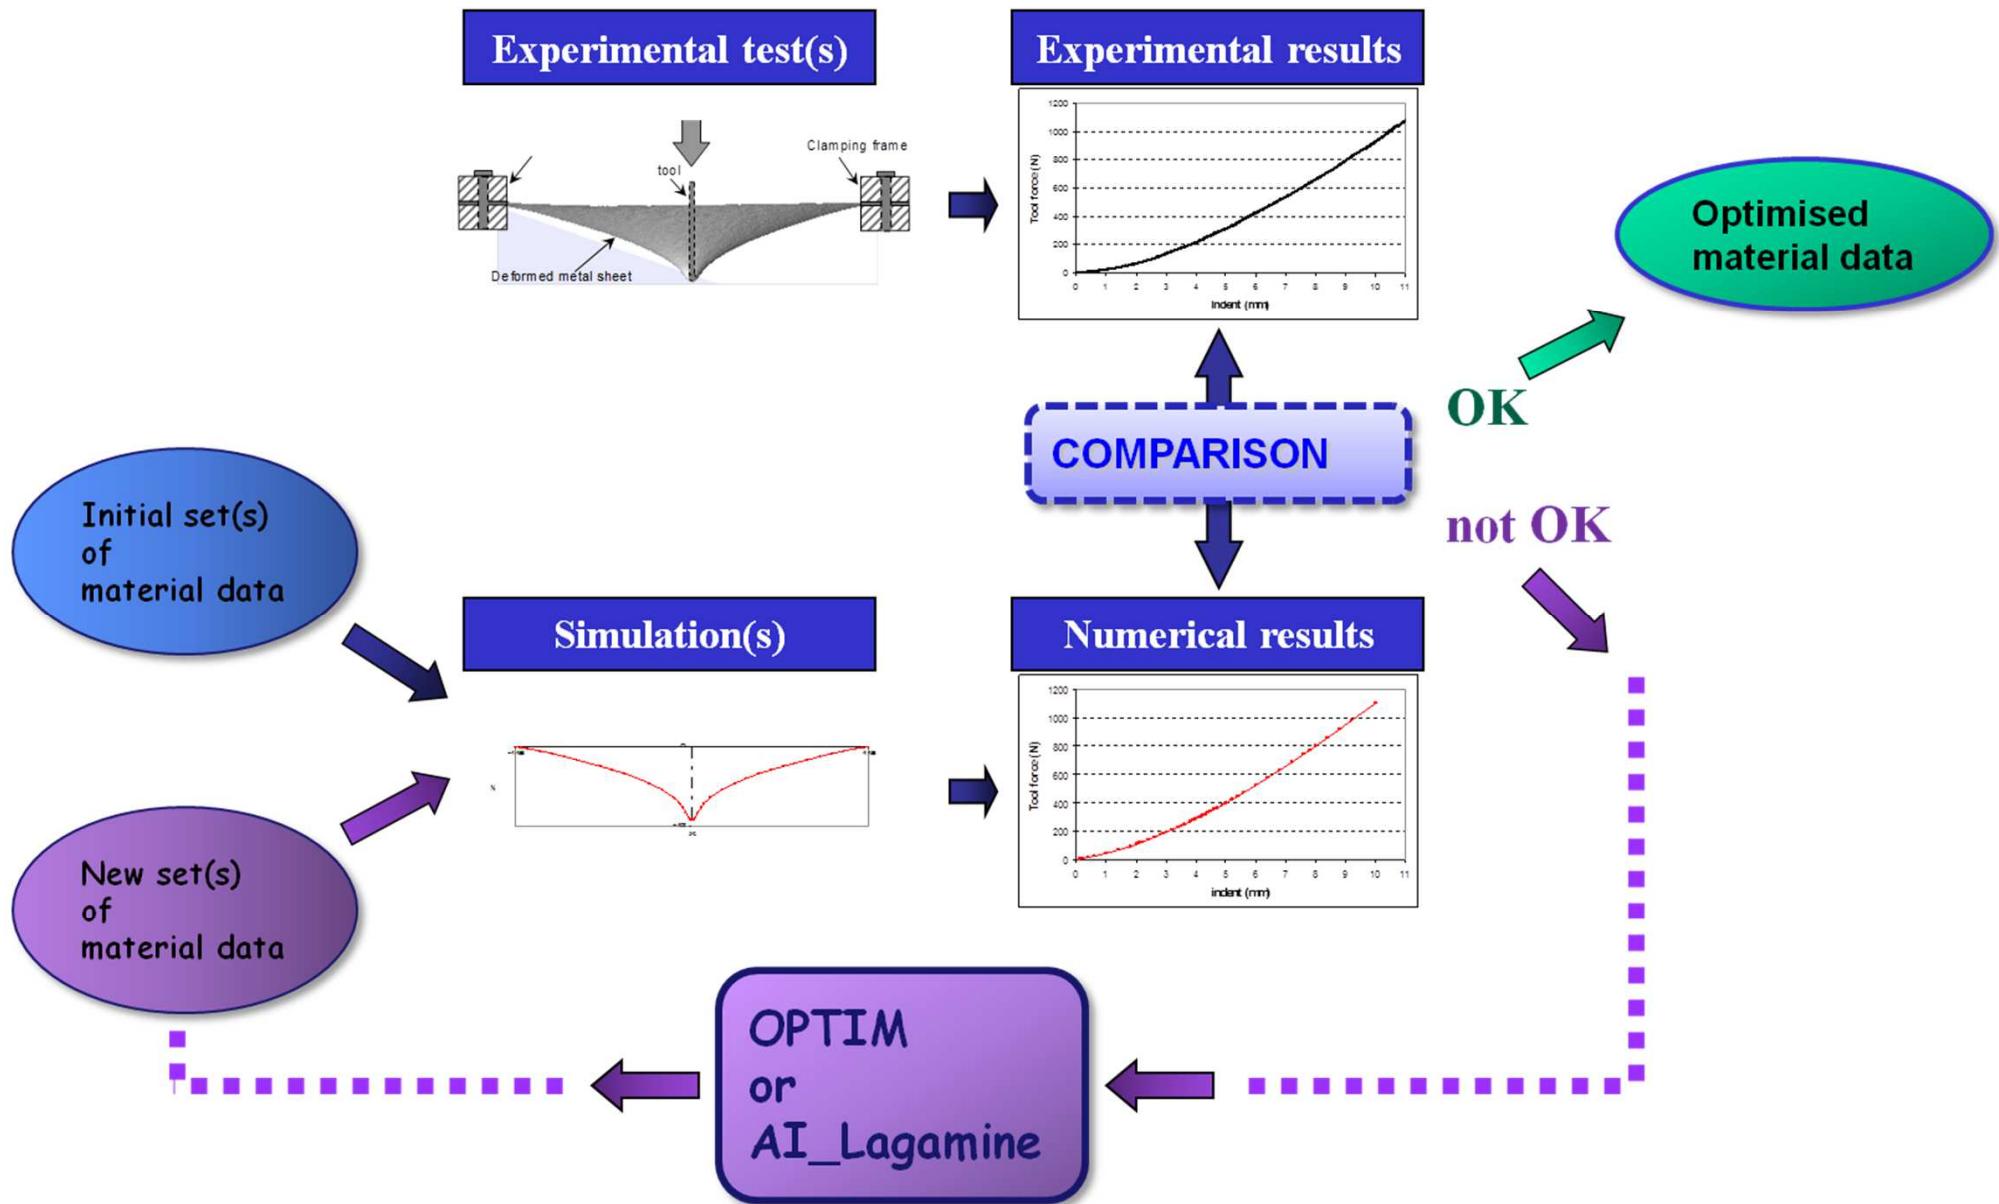 Experimental test(s)
Experimental results
Clamping frame
tool
Deformed metal sheet
Tool force (N)
1200
1000
800
600
400
200
0
0 1 2 3 4 5 6 7 8 9 10 11
Indent (mm)
Optimised
material data
OK
COMPARISON
not OK
Initial set(s)
of
material data
Simulation(s)
Numerical results
Tool force (N)
1200
1000
800
600
400
200
0
0 1 2 3 4 5 6 7 8 9 10 11
indent (mm)
New set(s)
of
material data
OPTIM
or
AI_Lagamine